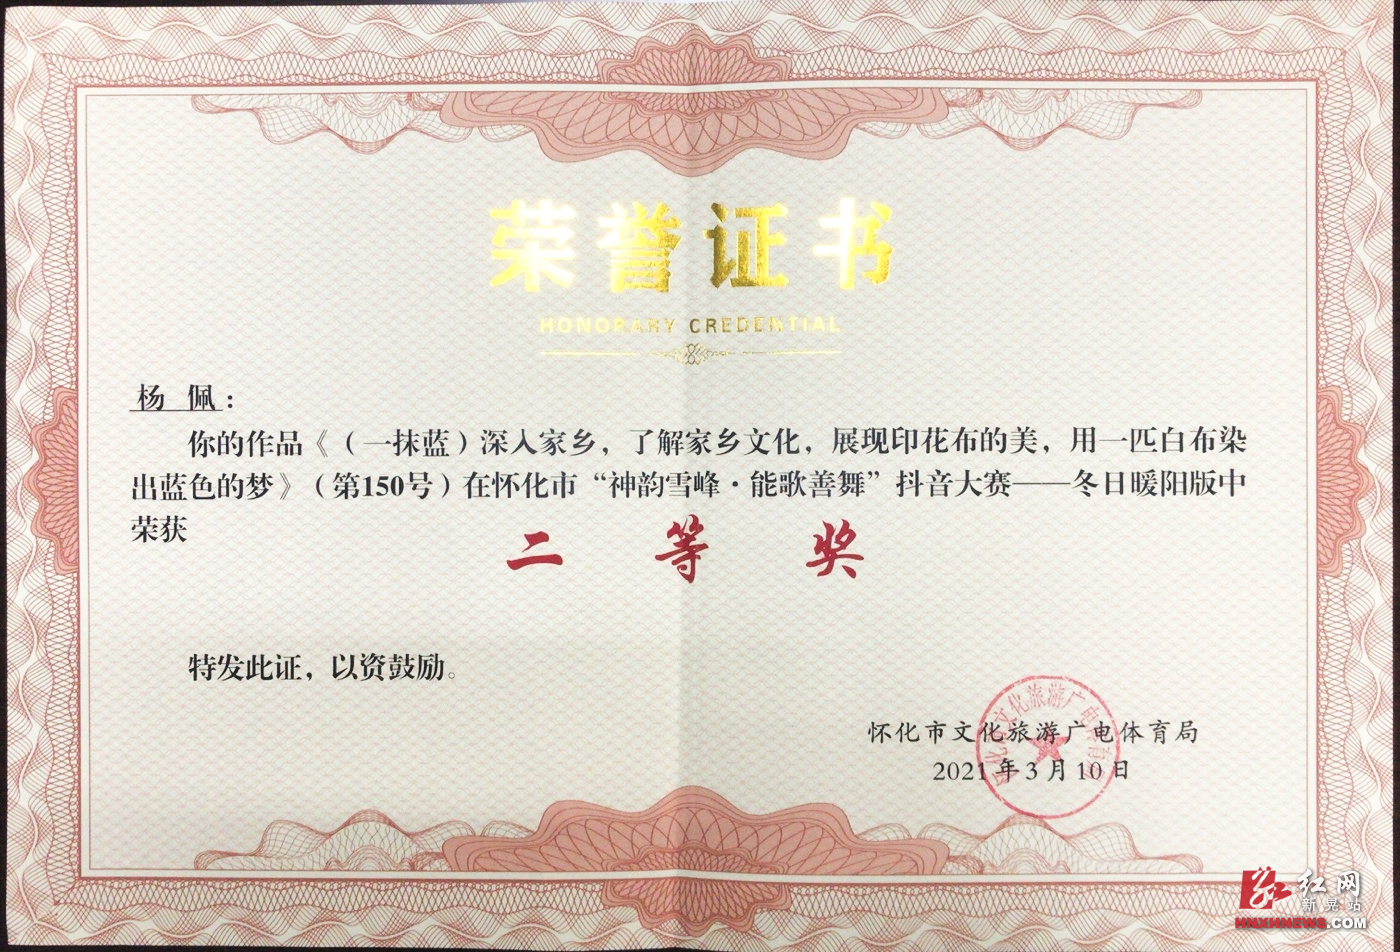 荣誉证书
HONORARY CREDENTIAL
杨 佩：
你的作品《（一抹蓝）深入家乡，了解家乡文化，展现印花布的美，用一匹白布染
出蓝色的梦》（第150号）在怀化市“神韵雪峰·能歌善舞”抖音大赛——冬日暖阳版中
荣获
二等奖
特发此证，以资鼓励。
怀化市文化旅游广电体育局
2021年3月10日
红网
新晃站
HNXHNEWS.COM